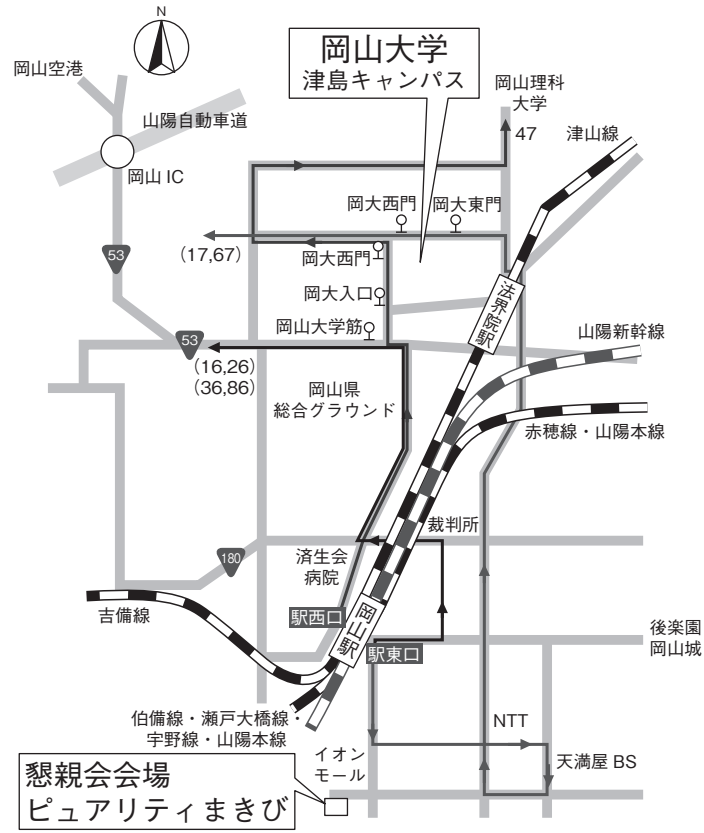 N
岡山大学
津島キャンパス
岡山空港
岡山理科
大学
山陽自動車道
47
津山線
岡山 IC
岡大西門
岡大東門
53
(17,67)
岡大西門
岡大入口
法界院駅
53
岡山大学筋
山陽新幹線
(16,26)
(36,86)
岡山県
総合グラウンド
赤穂線・山陽本線
裁判所
180
済生会
病院
吉備線
駅西口
岡山駅
後楽園
岡山城
駅東口
伯備線・瀬戸大橋線・
宇野線・山陽本線
NTT
イオン
モール
天満屋 BS
懇親会会場
ピュアリティまきび